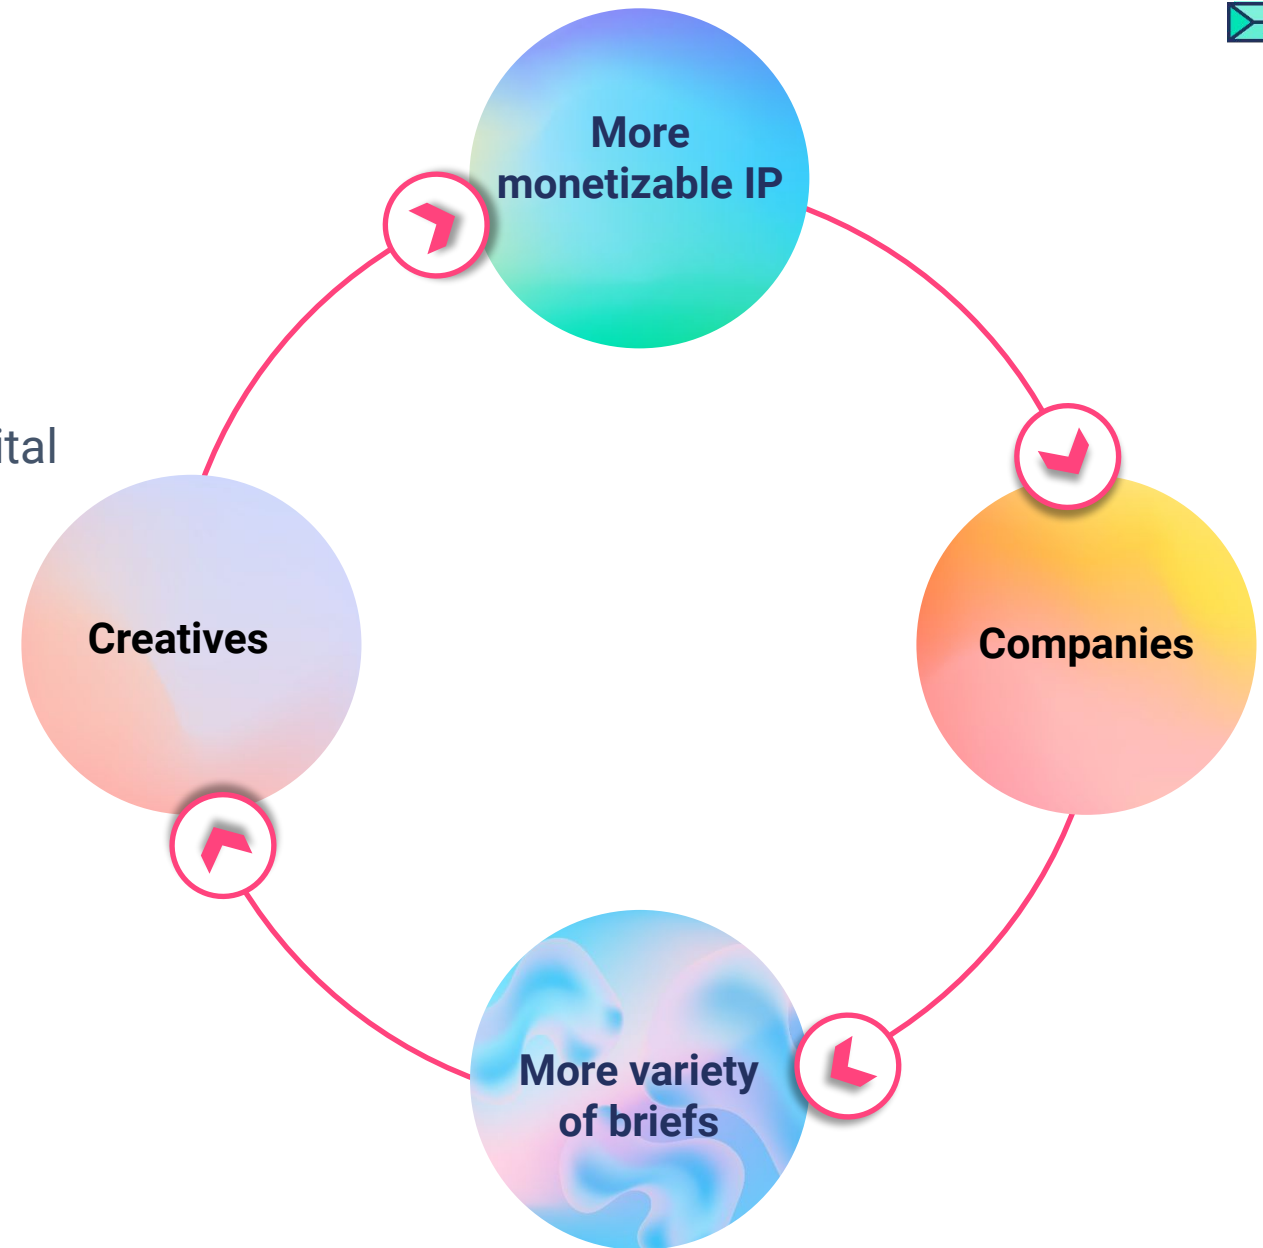 More
monetizable IP
ital
Creatives
Companies
More variety
of briefs